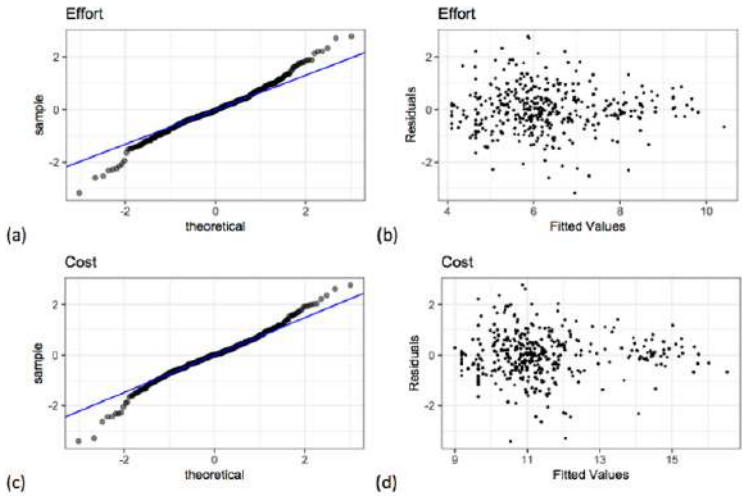 Effort
Effort
2
0
-2
sample
-2
0
2
theoretical
(a)
2
0
-2
Residuals
4
6
8
10
Fitted Values
(b)
Cost
Cost
2
0
-2
sample
-2
0
2
theoretical
(c)
2
0
-2
Residuals
9
11
13
15
Fitted Values
(d)